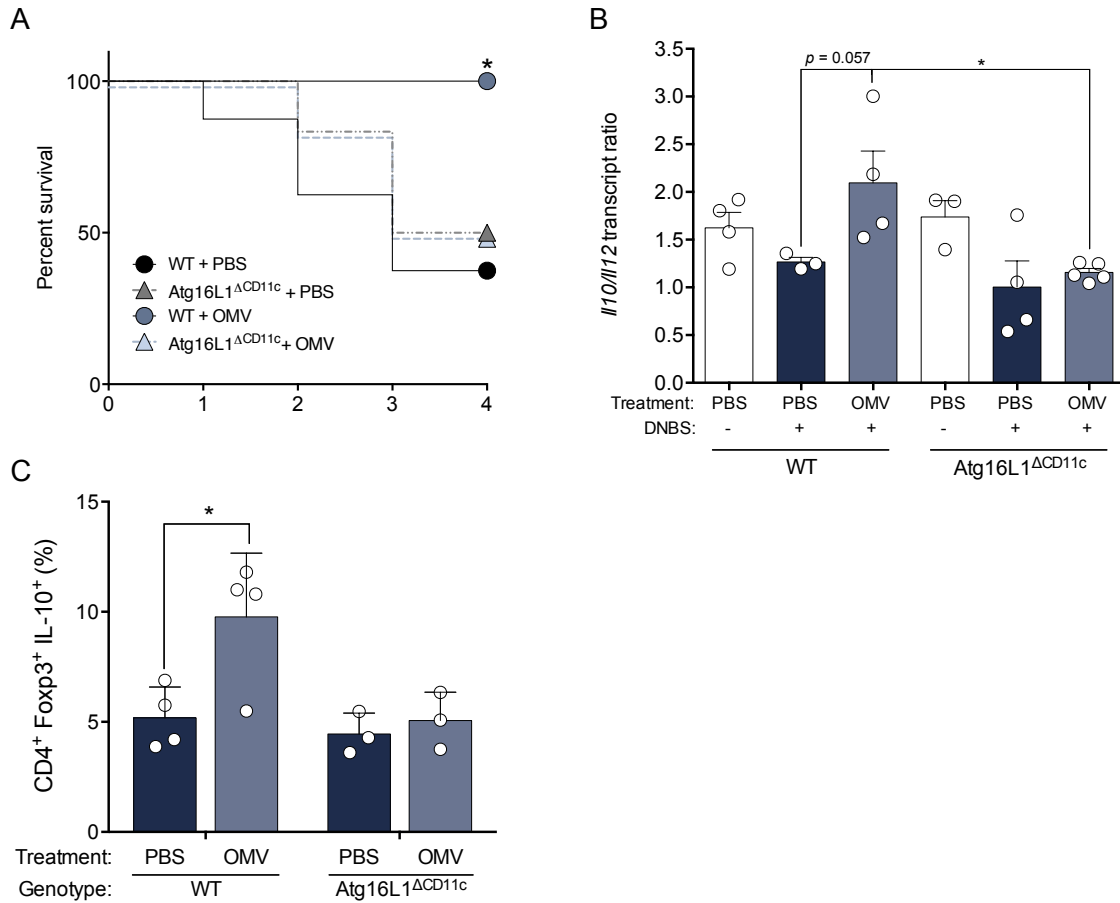 A
*
100
50
0
Percent survival
WT + PBS
Atg16L1ΔCD11c + PBS
WT + OMV
Atg16L1ΔCD11c + OMV
0 1 2 3 4
B
3.5
3.0
2.5
2.0
1.5
1.0
0.5
0.0
Il10/Il12 transcript ratio
p = 0.057
*
Treatment: PBS PBS OMV PBS PBS OMV
DNBS: - + + - + +
WT Atg16L1ΔCD11c
C
15
10
5
0
CD4+ Foxp3+ IL-10+ (%)
*
Treatment: PBS OMV PBS OMV
Genotype: WT Atg16L1ΔCD11c